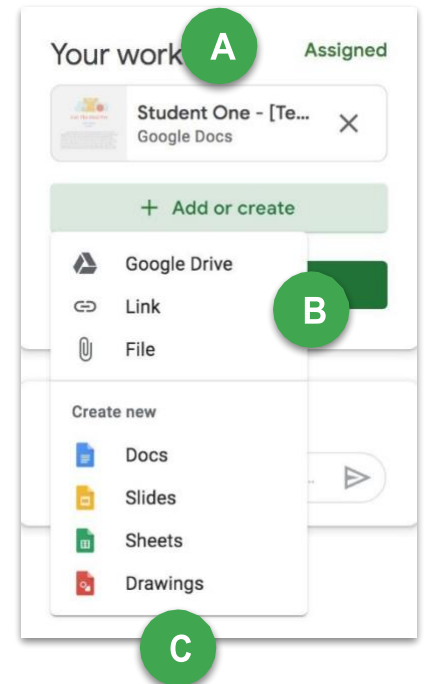 A
Your work
Assigned
Student One - [Te...
Google Docs
+ Add or create
Google Drive
Link
B
File
Create new
Docs
..
Slides
Sheets
Drawings
C